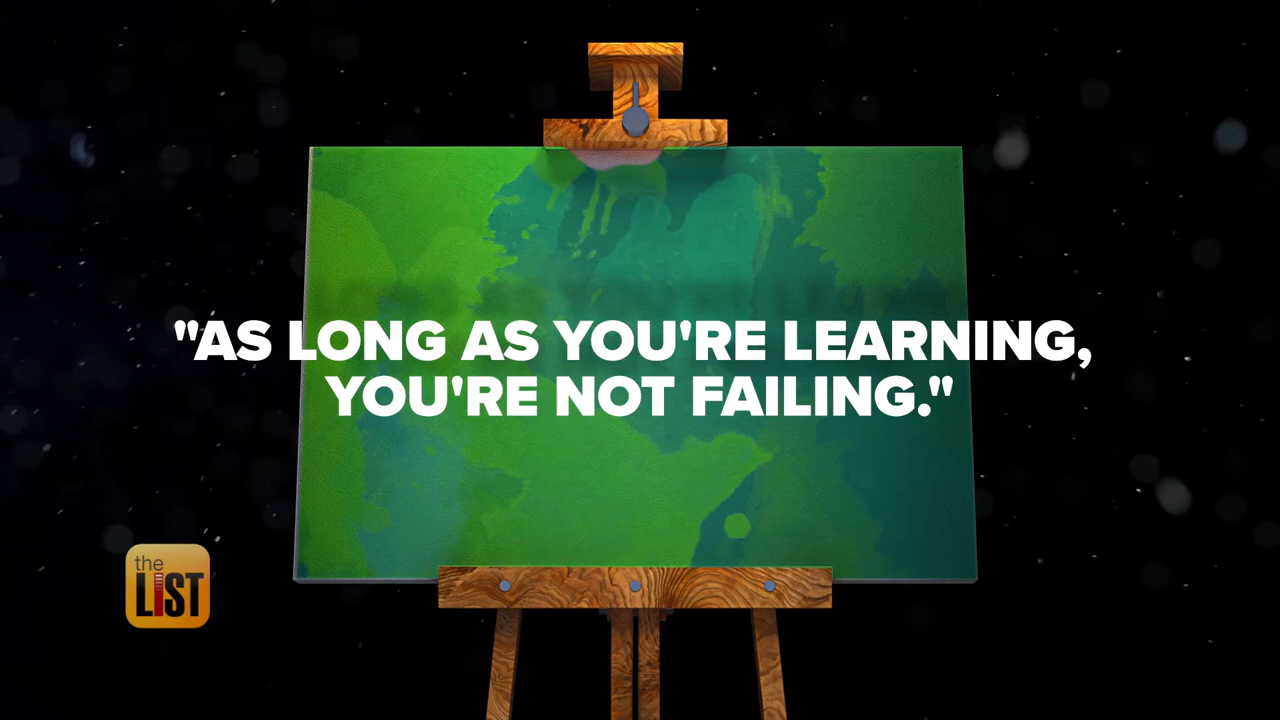 "AS LONG AS YOU'RE LEARNING,
YOU'RE NOT FAILING."
the
LiST